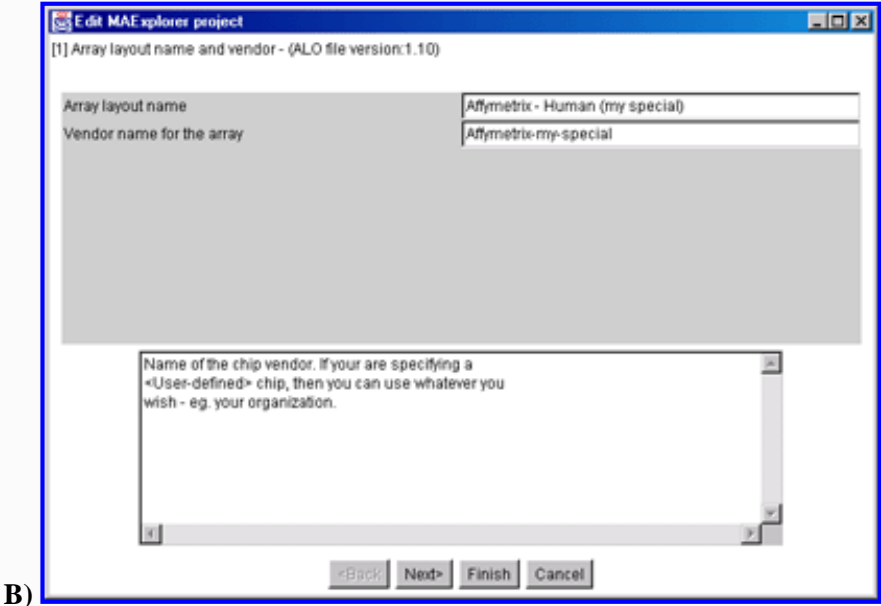 Edit MAExplorer project
[1] Array layout name and vendor - (ALO file version:1.10)
Array layout name Affymetrix - Human (my special)
Vendor name for the array Affymetrix-my-special
Name of the chip vendor. If your are specifying a
<User-defined> chip, then you can use whatever you
wish - eg. your organization.
<Back Next> Finish Cancel
B)